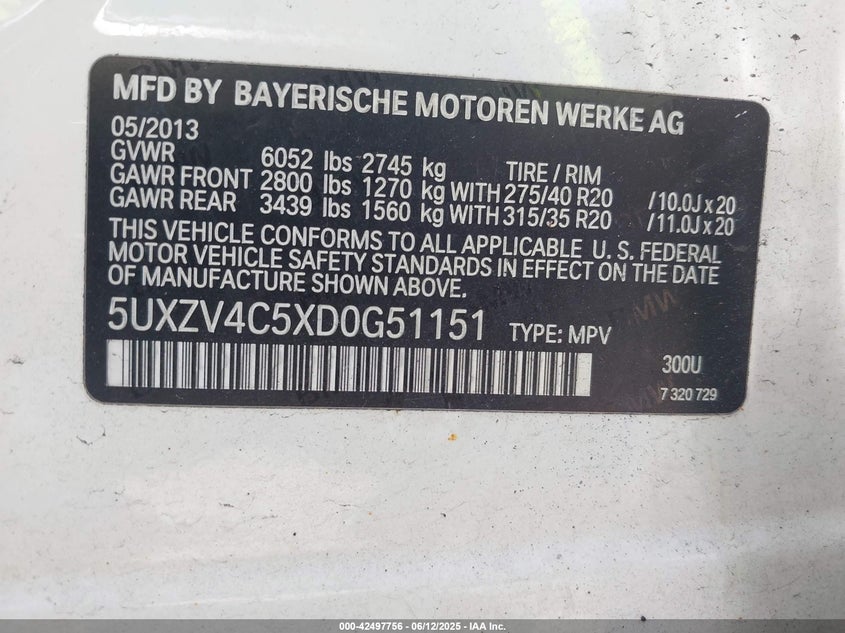 MFD BY BAYERISCHE MOTOREN WERKE AG
05/2013
GVWR 6052 lbs 2745 kg TIRE / RIM
GAWR FRONT 2800 lbs 1270 kg WITH 275/40 R20 /10.0J x 20
GAWR REAR 3439 lbs 1560 kg WITH 315/35 R20 /11.0J x 20
THIS VEHICLE CONFORMS TO ALL APPLICABLE U. S. FEDERAL
MOTOR VEHICLE SAFETY STANDARDS IN EFFECT ON THE DATE
OF MANUFACTURE SHOWN ABOVE.
5UXZV4C5XD0G51151 TYPE: MPV
300U
7 320 729
000-42497756 - 06/12/2025 - IAA Inc.